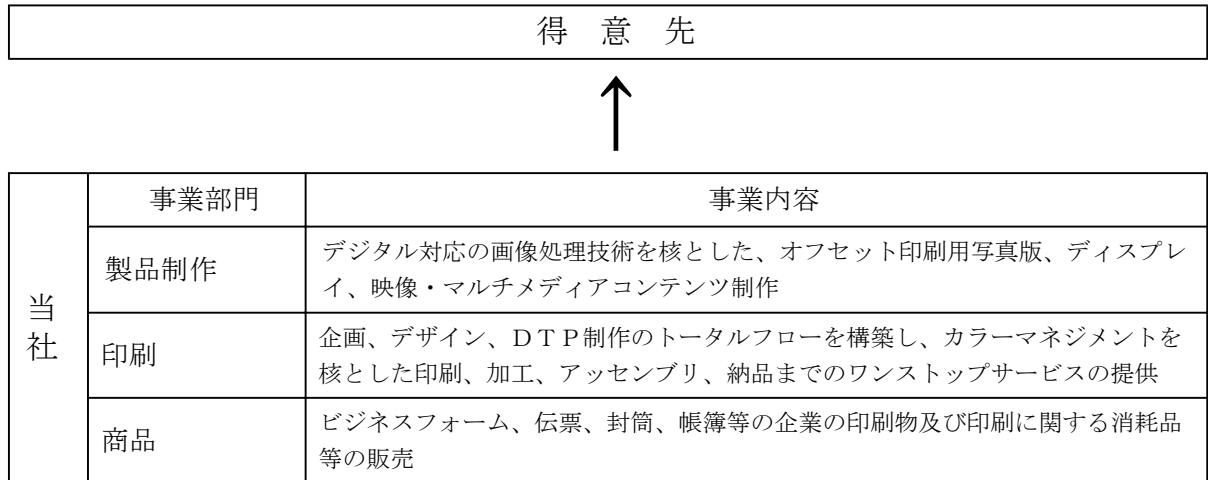 得意先
事業部門
事業内容
当社
製品制作
デジタル対応の画像処理技術を核とした、オフセット印刷用写真版、ディスプレ
イ、映像・マルチメディアコンテンツ制作
印刷
企画、デザイン、ＤＴＰ制作のトータルフローを構築し、カラーマネジメントを
核とした印刷、加工、アッセンブリ、納品までのワンストップサービスの提供
商品
ビジネスフォーム、伝票、封筒、帳簿等の企業の印刷物及び印刷に関する消耗品
等の販売